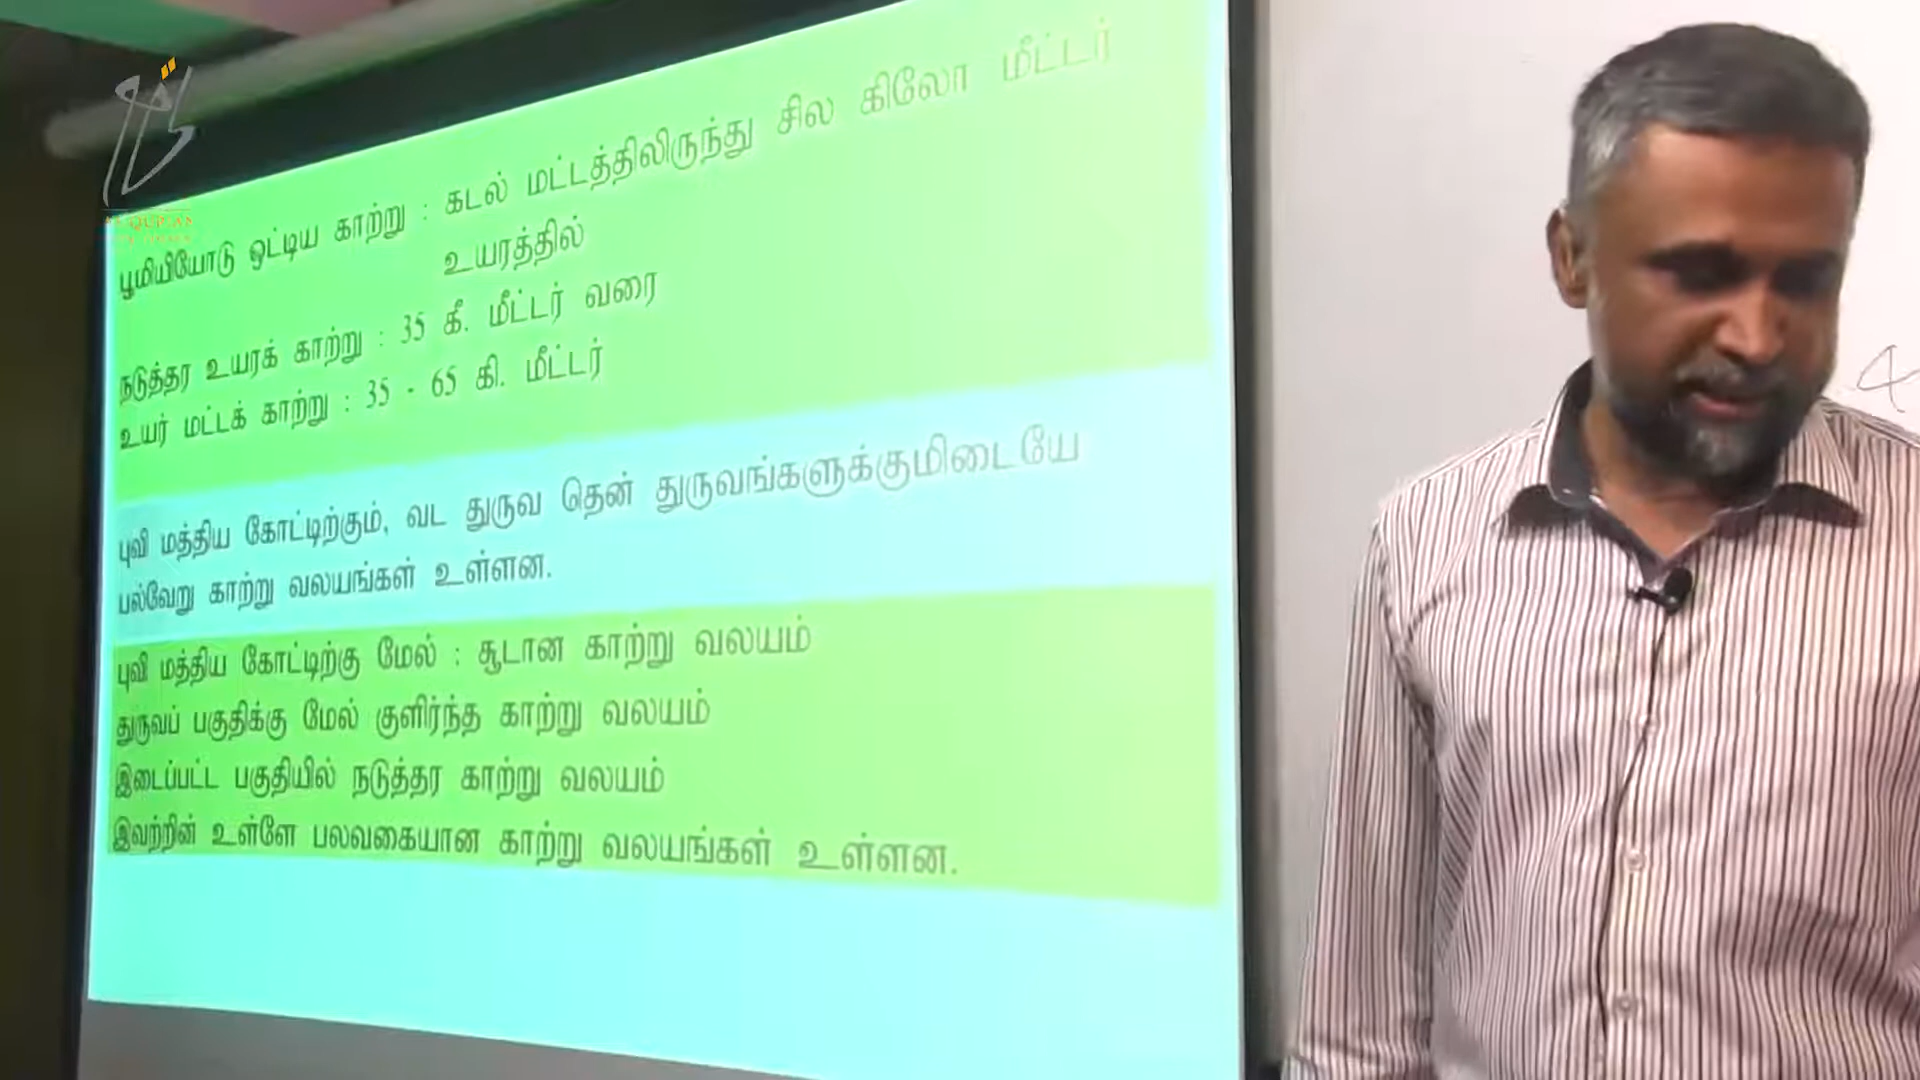 பூமியியோடு ஒட்டிய காற்று : கடல் மட்டத்திலிருந்து சில கிலோ மீட்டர்
உயரத்தில்
நடுத்தர உயரக் காற்று : 35 கீ. மீட்டர் வரை
உயர் மட்டக் காற்று : 35 - 65 கி. மீட்டர்
புவி மத்திய கோட்டிற்கும், வட துருவ தென் துருவங்களுக்குமிடையே
பல்வேறு காற்று வலயங்கள் உள்ளன.
புவி மத்திய கோட்டிற்கு மேல் : சூடான காற்று வலயம்
துருவப் பகுதிக்கு மேல் குளிர்ந்த காற்று வலயம்
இடைப்பட்ட பகுதியில் நடுத்தர காற்று வலயம்
இவற்றின் உள்ளே பலவகையான காற்று வலயங்கள் உள்ளன.